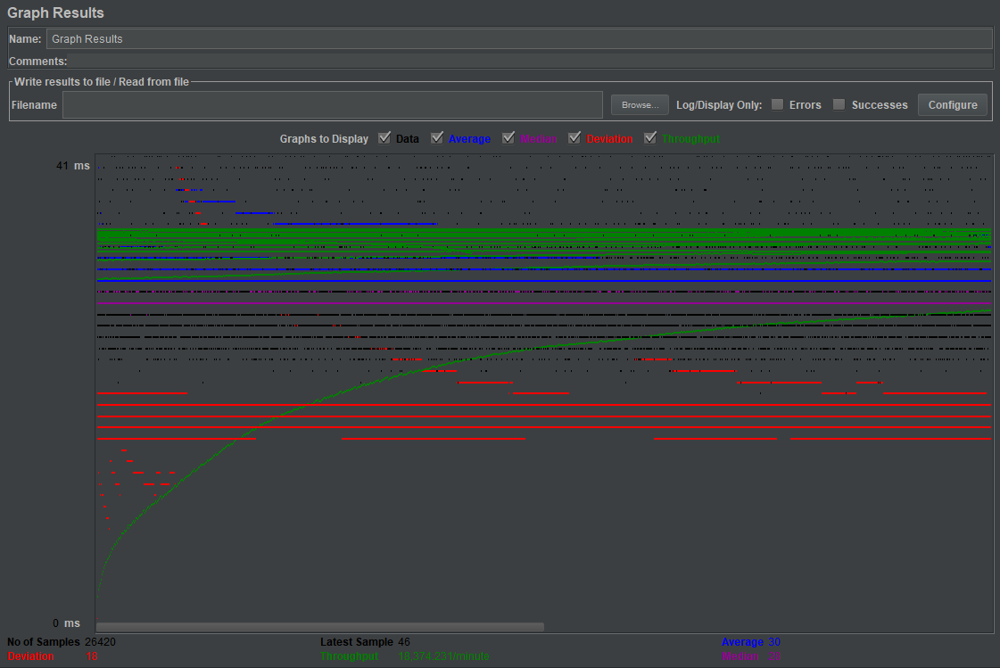 Graph Results
Name: Graph Results
Comments:
Write results to file / Read from file
Filename Browse... Log/Display Only: Errors Successes Configure
Graphs to Display Data Average Median Deviation Throughput
41 ms
0 ms
No of Samples 26420 Latest Sample 46 Average 30
Deviation 18 Throughput 18,374.231/minute Median